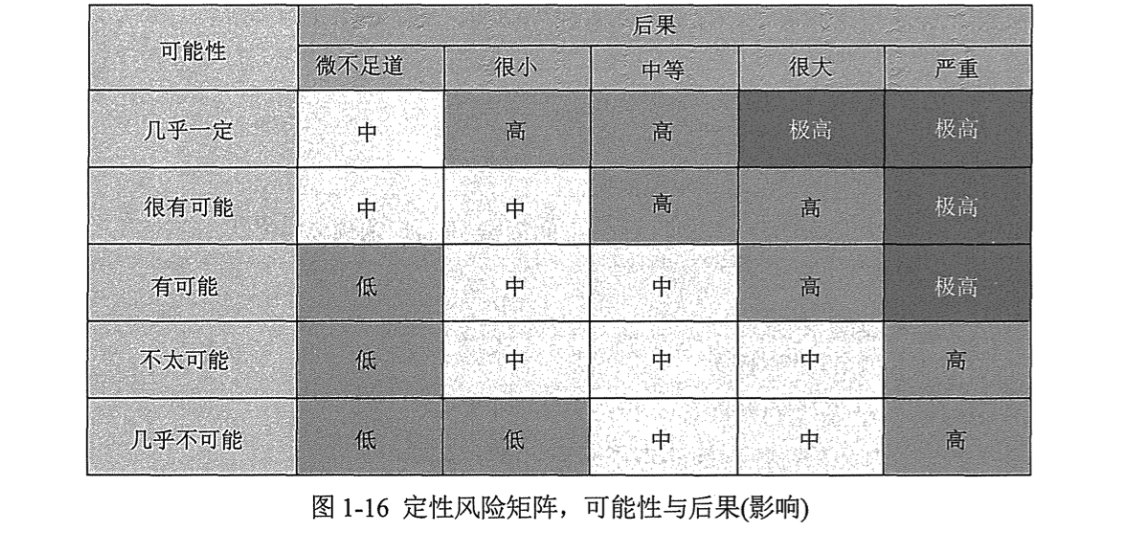 可能性 后果
微不足道 很小 中等 很大 严重
几乎一定 中 高 高 极高 极高
很有可能 中 中 高 高 极高
有可能 低 中 中 高 极高
不太可能 低 中 中 中 高
几乎不可能 低 低 中 中 高
图 1-16 定性风险矩阵，可能性与后果(影响)